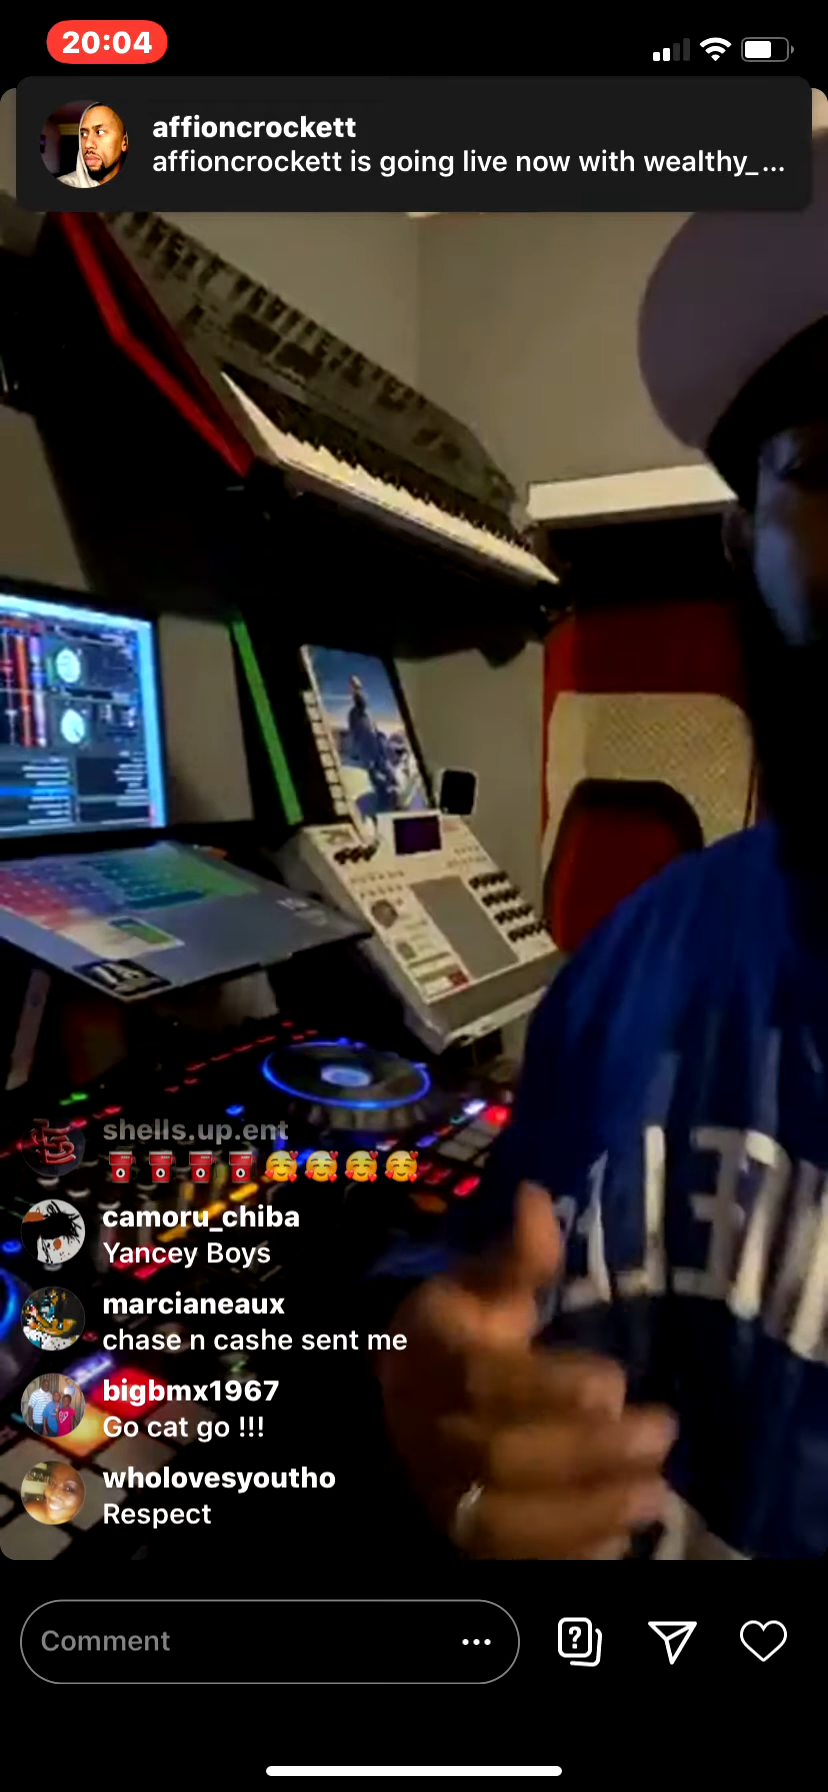 20:04
affioncrockett
affioncrockett is going live now with wealthy_...
shells.up.ent
camoru_chiba
Yancey Boys
marcianeaux
chase n cashe sent me
bigbmx1967
Go cat go !!!
wholovesyoutho
Respect
Comment